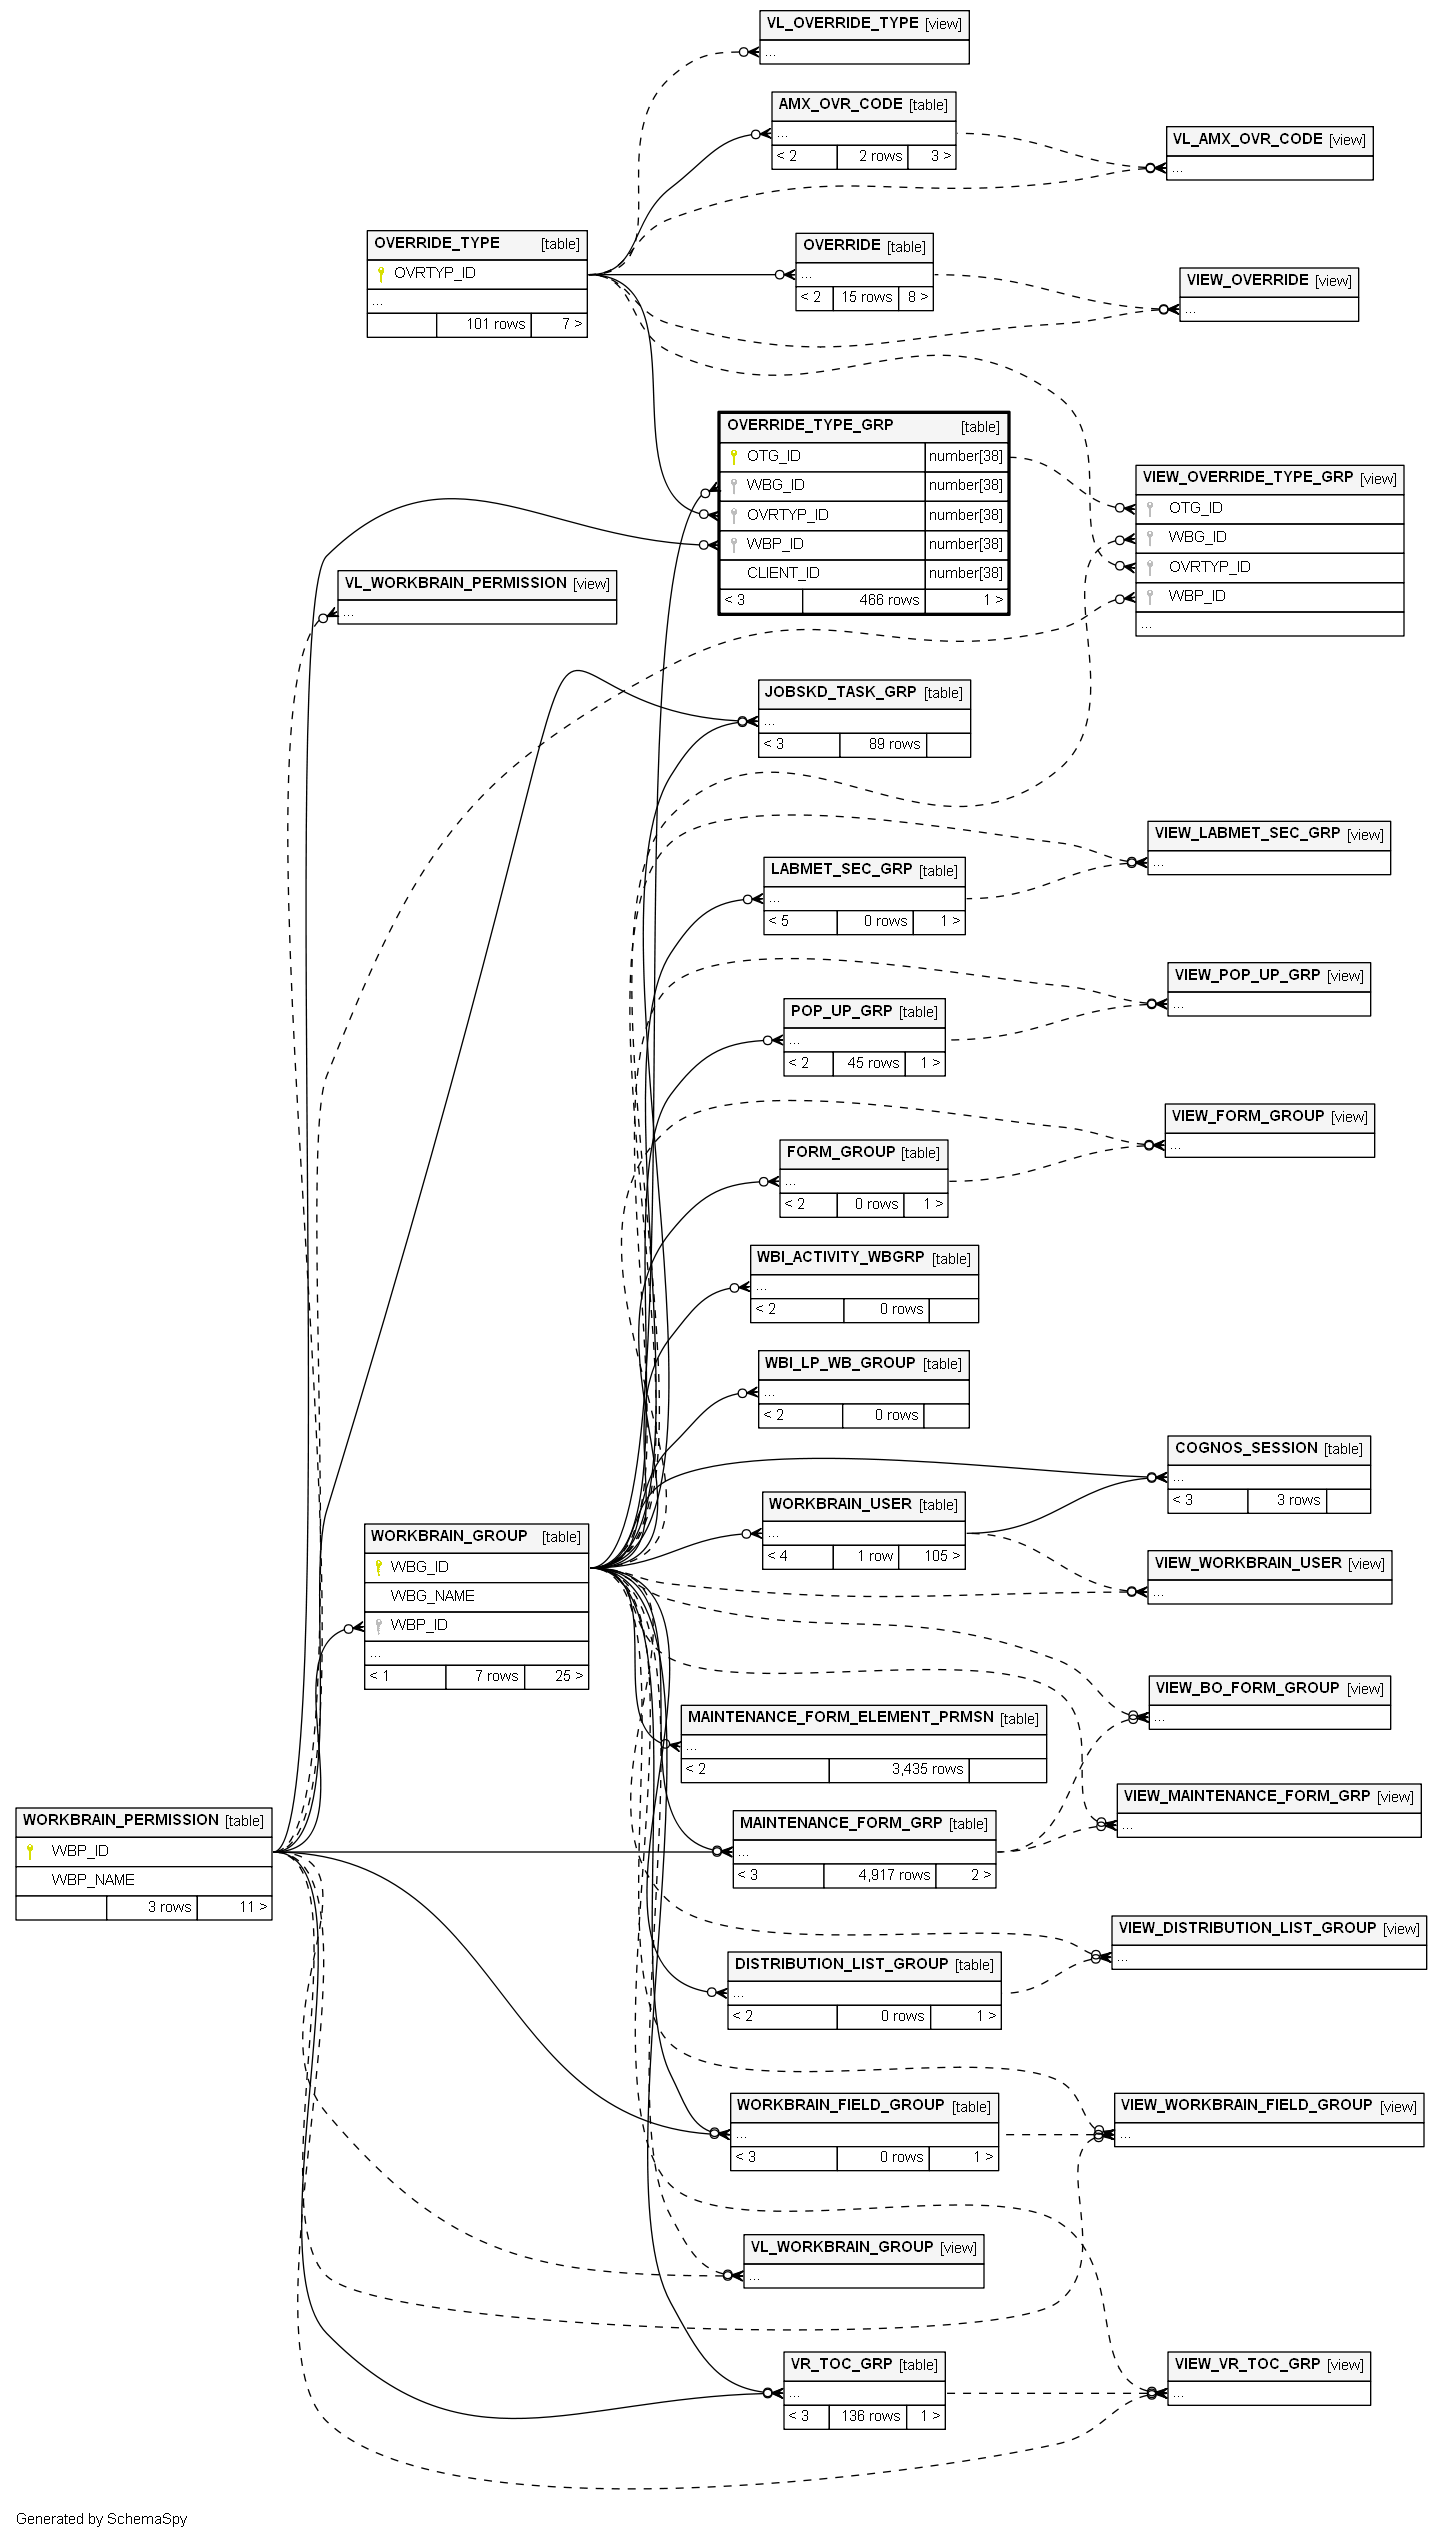 VL_OVERRIDE_TYPE [view]
...
AMX_OVR_CODE [table]
...
< 2 2 rows 3 >
VL_AMX_OVR_CODE [view]
...
OVERRIDE_TYPE [table]
OVRTYP_ID
...
101 rows 7 >
OVERRIDE [table]
...
< 2 15 rows 8 >
VIEW_OVERRIDE [view]
...
OVERRIDE_TYPE_GRP [table]
OTG_ID number[38]
WBG_ID number[38]
OVRTYP_ID number[38]
WBP_ID number[38]
CLIENT_ID number[38]
< 3 466 rows 1 >
VIEW_OVERRIDE_TYPE_GRP [view]
OTG_ID
WBG_ID
OVRTYP_ID
WBP_ID
...
VL_WORKBRAIN_PERMISSION [view]
...
JOBSKD_TASK_GRP [table]
...
< 3 89 rows
VIEW_LABMET_SEC_GRP [view]
...
LABMET_SEC_GRP [table]
...
< 5 0 rows 1 >
VIEW_POP_UP_GRP [view]
...
POP_UP_GRP [table]
...
< 2 45 rows 1 >
VIEW_FORM_GROUP [view]
...
FORM_GROUP [table]
...
< 2 0 rows 1 >
WBI_ACTIVITY_WBGRP [table]
...
< 2 0 rows
WBI_LP_WB_GROUP [table]
...
< 2 0 rows
COGNOS_SESSION [table]
...
< 3 3 rows
WORKBRAIN_USER [table]
...
< 4 1 row 105 >
WORKBRAIN_GROUP [table]
WBG_ID
WBG_NAME
WBP_ID
...
< 1 7 rows 25 >
VIEW_WORKBRAIN_USER [view]
...
VIEW_BO_FORM_GROUP [view]
...
MAINTENANCE_FORM_ELEMENT_PRMSN [table]
...
< 2 3,435 rows
VIEW_MAINTENANCE_FORM_GRP [view]
...
WORKBRAIN_PERMISSION [table]
WBP_ID
WBP_NAME
3 rows 11 >
MAINTENANCE_FORM_GRP [table]
...
< 3 4,917 rows 2 >
VIEW_DISTRIBUTION_LIST_GROUP [view]
...
DISTRIBUTION_LIST_GROUP [table]
...
< 2 0 rows 1 >
WORKBRAIN_FIELD_GROUP [table]
...
< 3 0 rows 1 >
VIEW_WORKBRAIN_FIELD_GROUP [view]
...
VL_WORKBRAIN_GROUP [view]
...
VR_TOC_GRP [table]
...
< 3 136 rows 1 >
VIEW_VR_TOC_GRP [view]
...
Generated by SchemaSpy